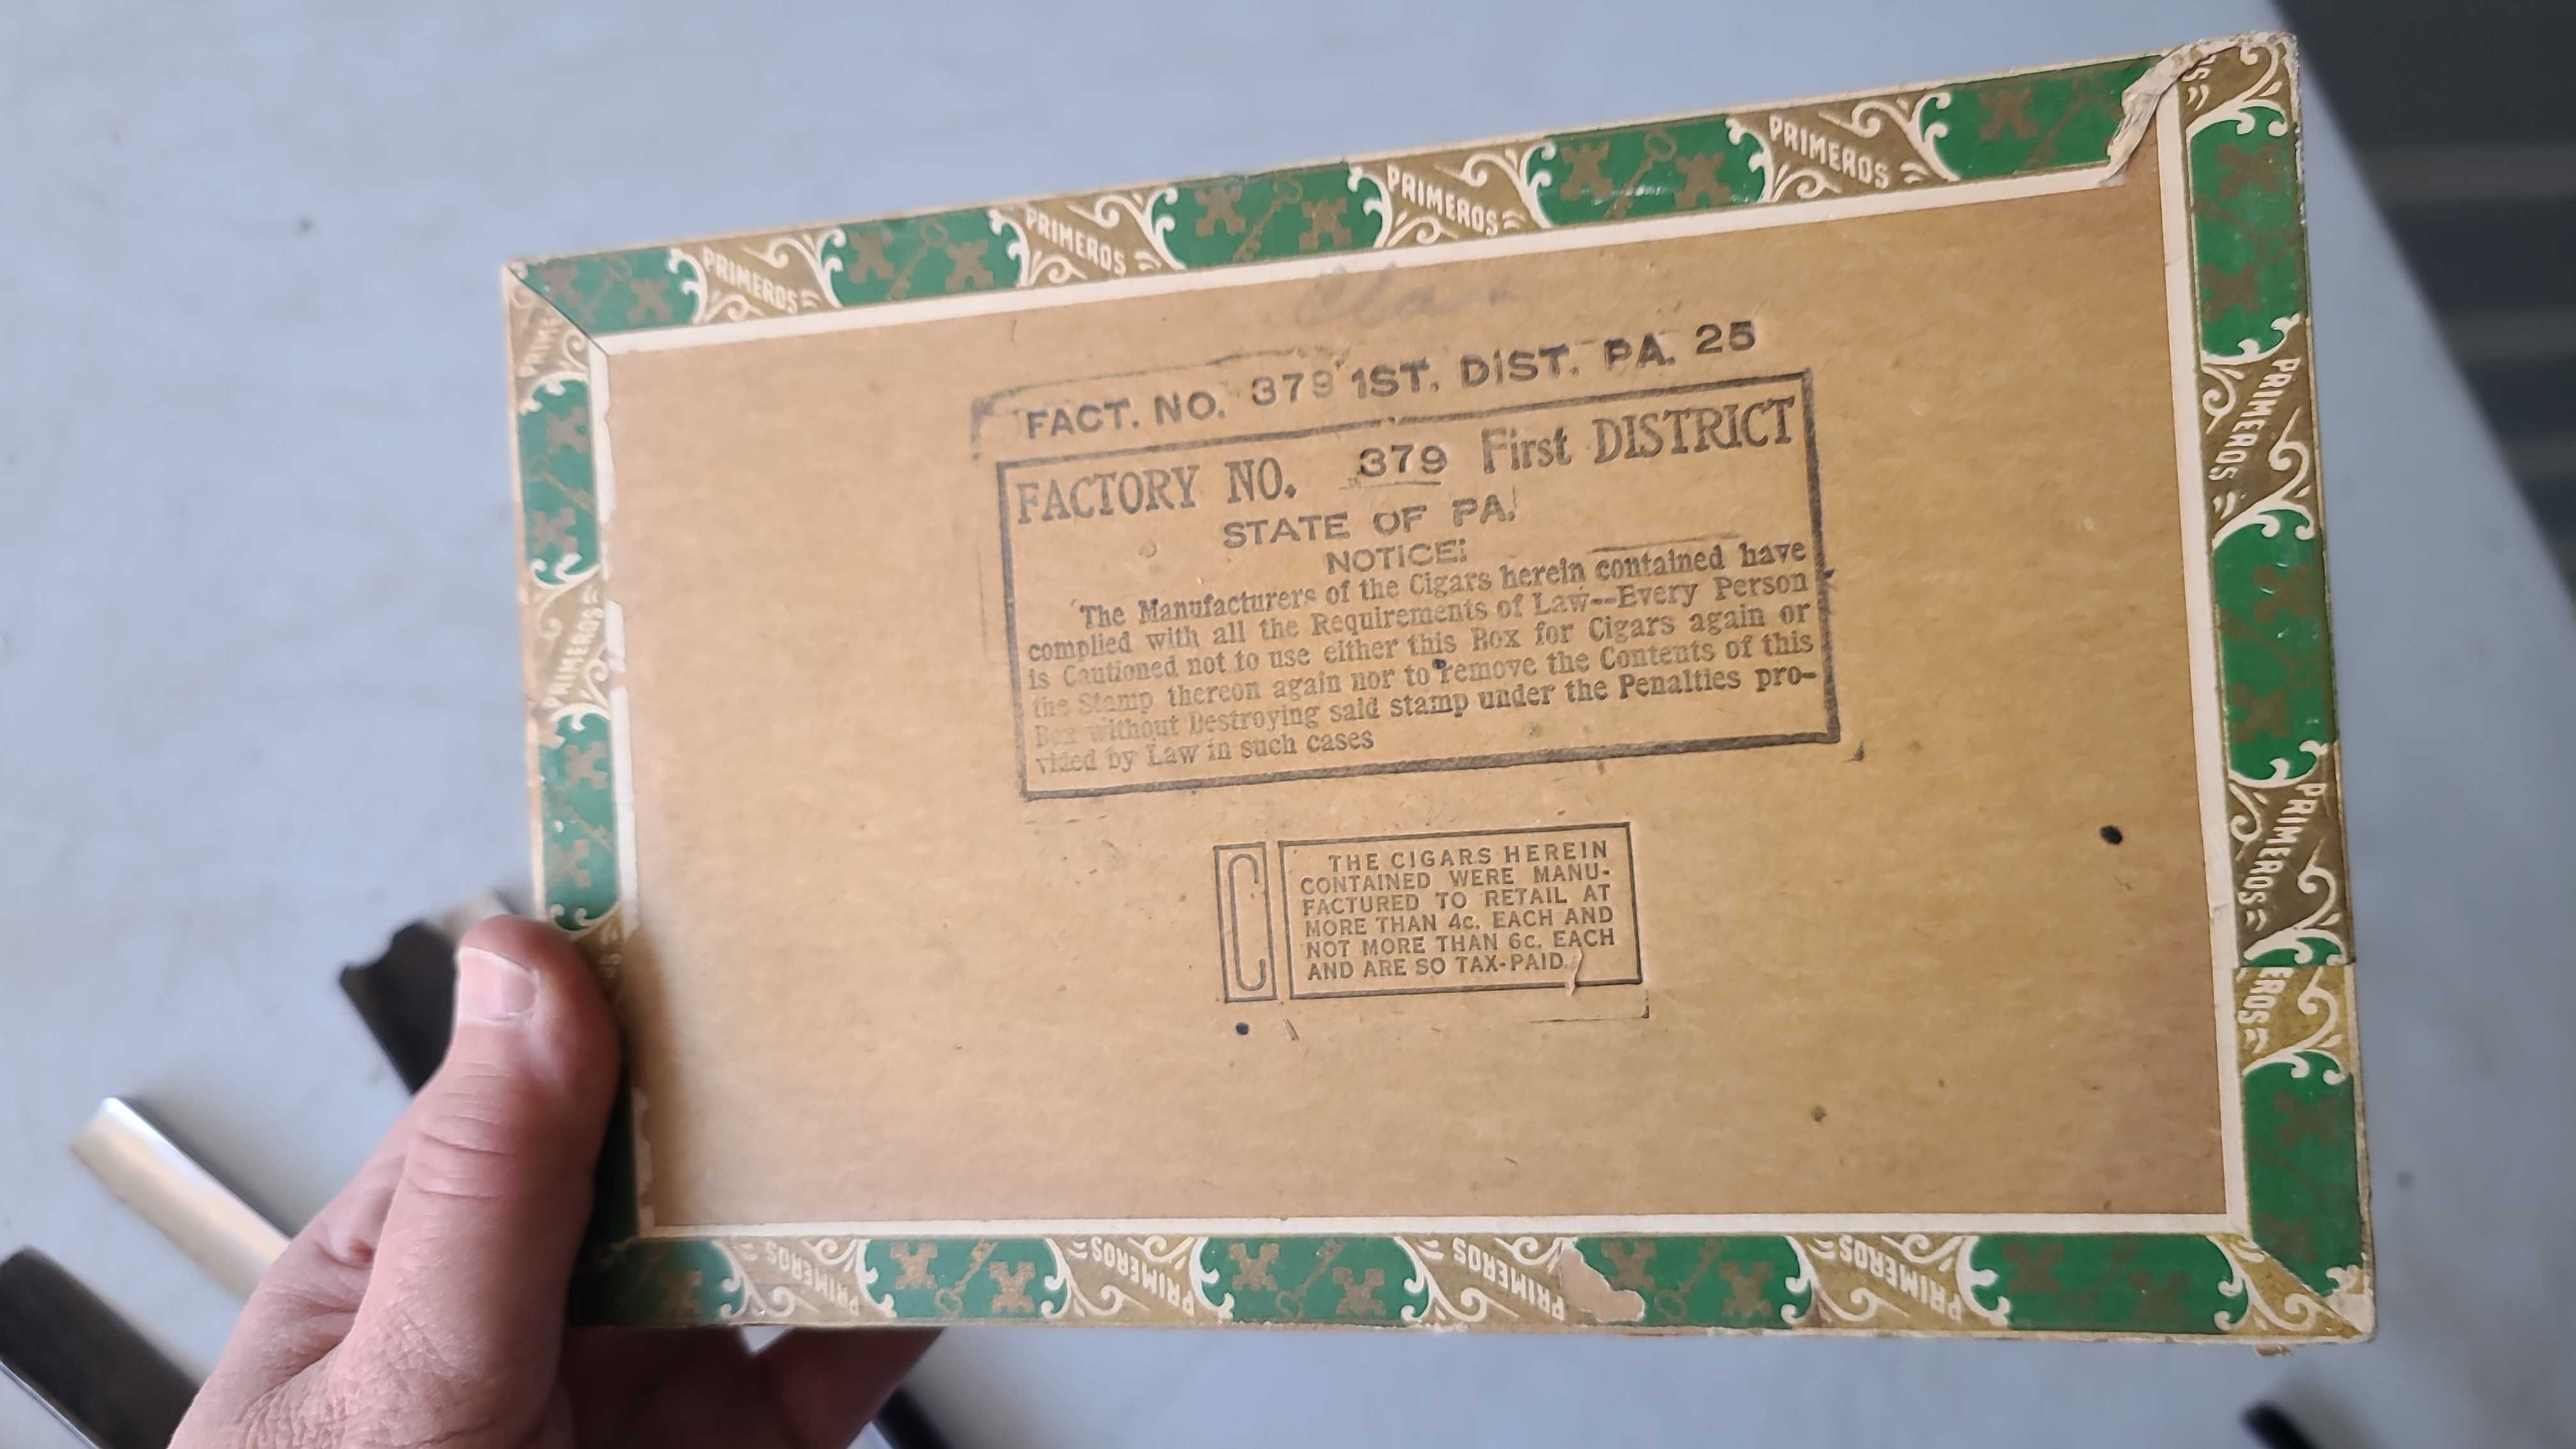 PRIMEROS
PRIMEROS
PRIMEROS
PRIMEROS
FACT. NO. 379 1ST. DIST. PA. 25
FACTORY NO. 379 First DISTRICT
STATE OF PA.
NOTICE:
The Manufacturers of the Cigars herein contained have
complied with all the Requirements of Law--Every Person
is Cautioned not to use either this Box for Cigars again or
the Stamp thereon again nor to remove the Contents of this
Box without Destroying said stamp under the Penalties pro-
vided by Law in such cases
C
THE CIGARS HEREIN
CONTAINED WERE MANU-
FACTURED TO RETAIL AT
MORE THAN 4c. EACH AND
NOT MORE THAN 6c. EACH
AND ARE SO TAX-PAID.
PRIME
PRIMEROS
PRIMEROS
PRIMEROS
EROS
PRIMEROS
PRIMEROS
PRIMEROS
PRIMEROS